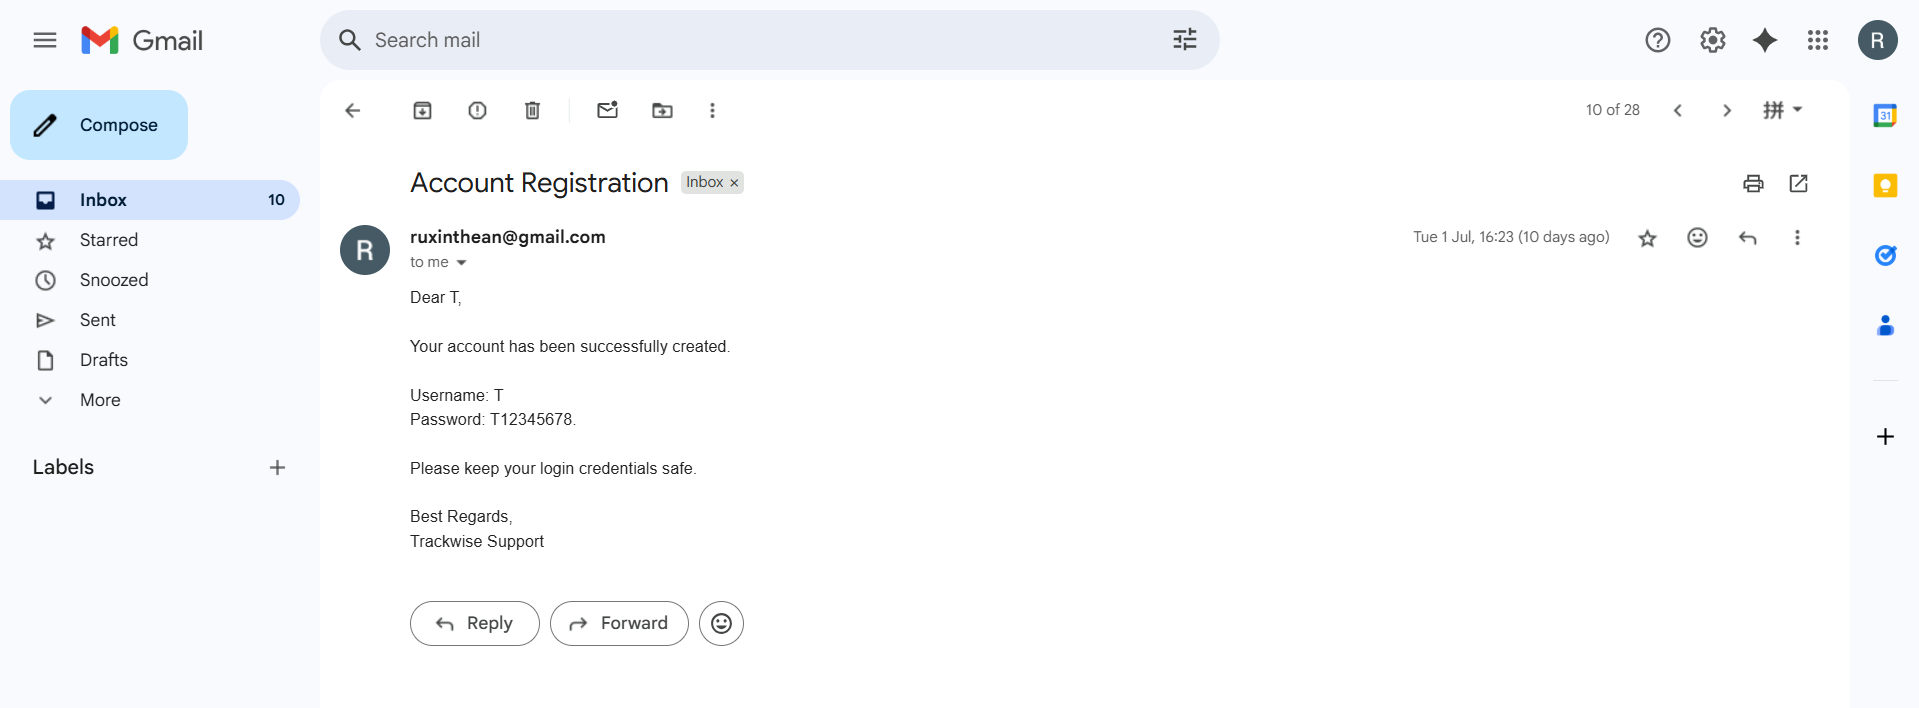 Gmail
Search mail
R
Compose
Inbox 10
Starred
Snoozed
Sent
Drafts
More
Labels
10 of 28
拼
Account Registration
Inbox ×
R
ruxinthean@gmail.com
Tue 1 Jul, 16:23 (10 days ago)
to me
Dear T,
Your account has been successfully created.
Username: T
Password: T12345678.
Please keep your login credentials safe.
Best Regards,
Trackwise Support
Reply
Forward
31